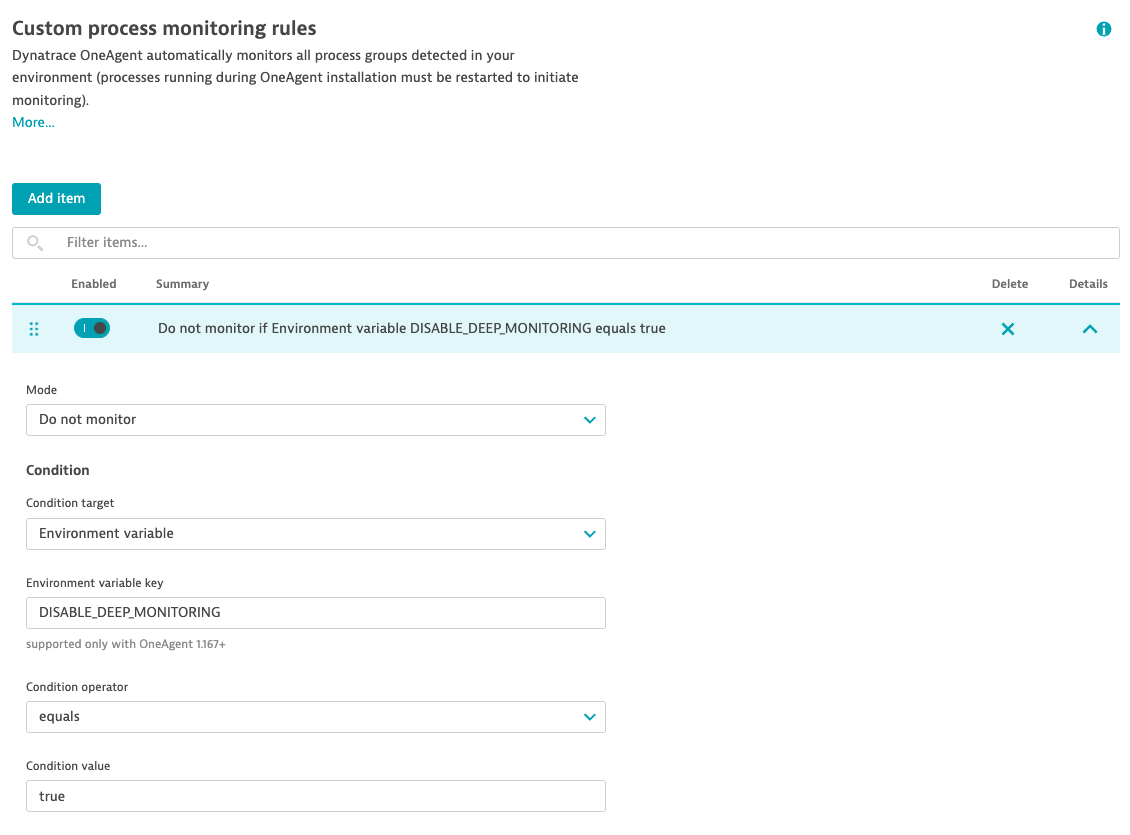 Custom process monitoring rules
Dynatrace OneAgent automatically monitors all process groups detected in your
environment (processes running during OneAgent installation must be restarted to initiate
monitoring).
More...
Add item
Filter items...
Enabled Summary Delete Details
Do not monitor if Environment variable DISABLE_DEEP_MONITORING equals true
Mode
Do not monitor
Condition
Condition target
Environment variable
Environment variable key
DISABLE_DEEP_MONITORING
supported only with OneAgent 1.167+
Condition operator
equals
Condition value
true